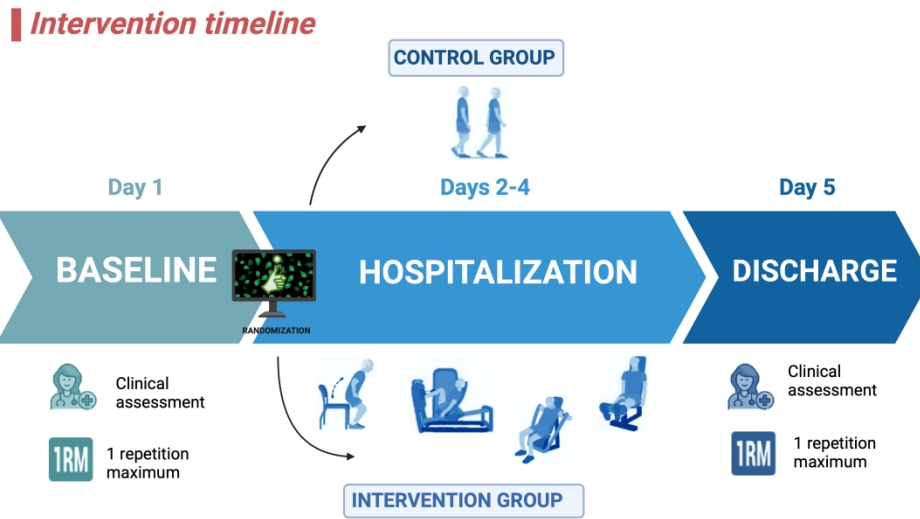 Intervention timeline
CONTROL GROUP
Day 1
Days 2-4
Day 5
BASELINE
HOSPITALIZATION
DISCHARGE
RANDOMIZATION
Clinical
assessment
1RM
1 repetition
maximum
Clinical
assessment
1RM
1 repetition
maximum
INTERVENTION GROUP